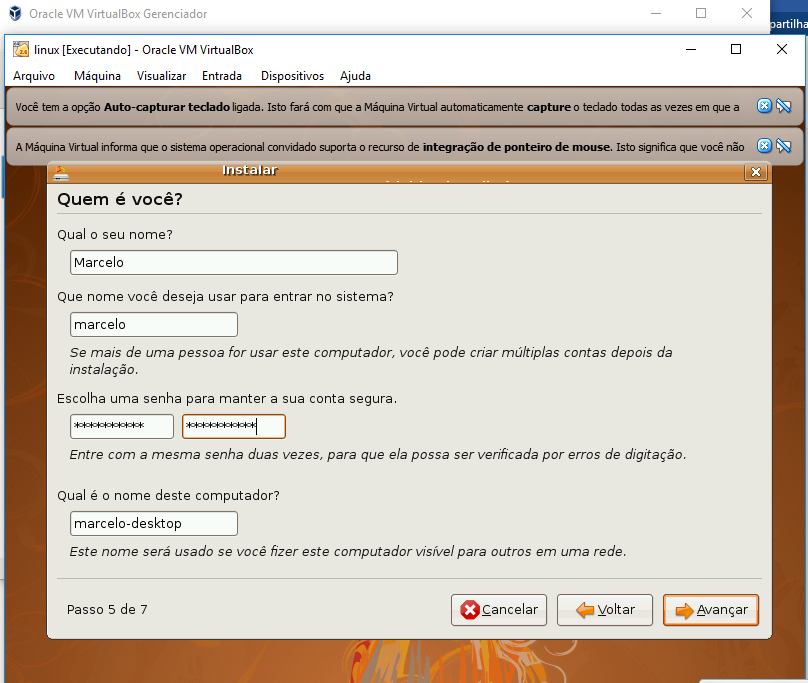 Oracle VM VirtualBox Gerenciador
partilha
linux [Executando] - Oracle VM VirtualBox
Arquivo Máquina Visualizar Entrada Dispositivos Ajuda
Você tem a opção Auto-capturar teclado ligada. Isto fará com que a Máquina Virtual automaticamente capture o teclado todas as vezes em que a
A Máquina Virtual informa que o sistema operacional convidado suporta o recurso de integração de ponteiro de mouse. Isto significa que você não
Instalar
Quem é você?
Qual o seu nome?
Marcelo
Que nome você deseja usar para entrar no sistema?
marcelo
Se mais de uma pessoa for usar este computador, você pode criar múltiplas contas depois da
instalação.
Escolha uma senha para manter a sua conta segura.
*********** ***********
Entre com a mesma senha duas vezes, para que ela possa ser verificada por erros de digitação.
Qual é o nome deste computador?
marcelo-desktop
Este nome será usado se você fizer este computador visível para outros em uma rede.
Passo 5 de 7 Cancelar Voltar Avançar